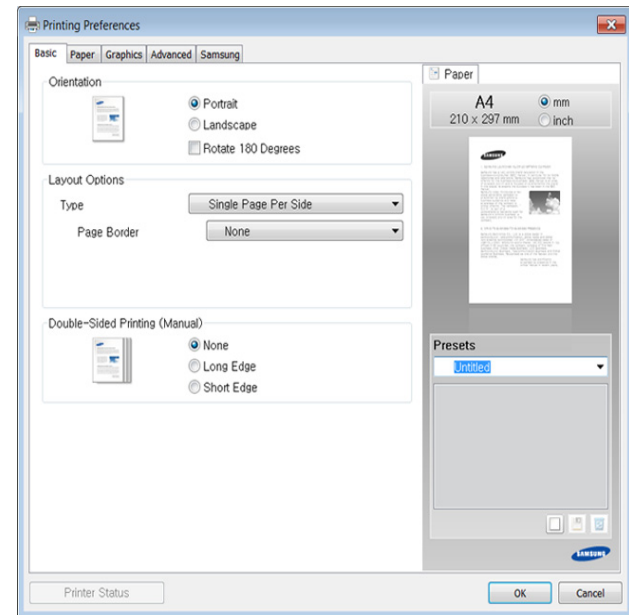 Printing Preferences
Basic Paper Graphics Advanced Samsung
Orientation
Portrait
Landscape
Rotate 180 Degrees
Layout Options
Type Single Page Per Side
Page Border None
Double-Sided Printing (Manual)
None
Long Edge
Short Edge
Paper
A4 mm
210 x 297 mm inch
SAMSUNG
Presets
Untitled
SAMSUNG
Printer Status OK Cancel